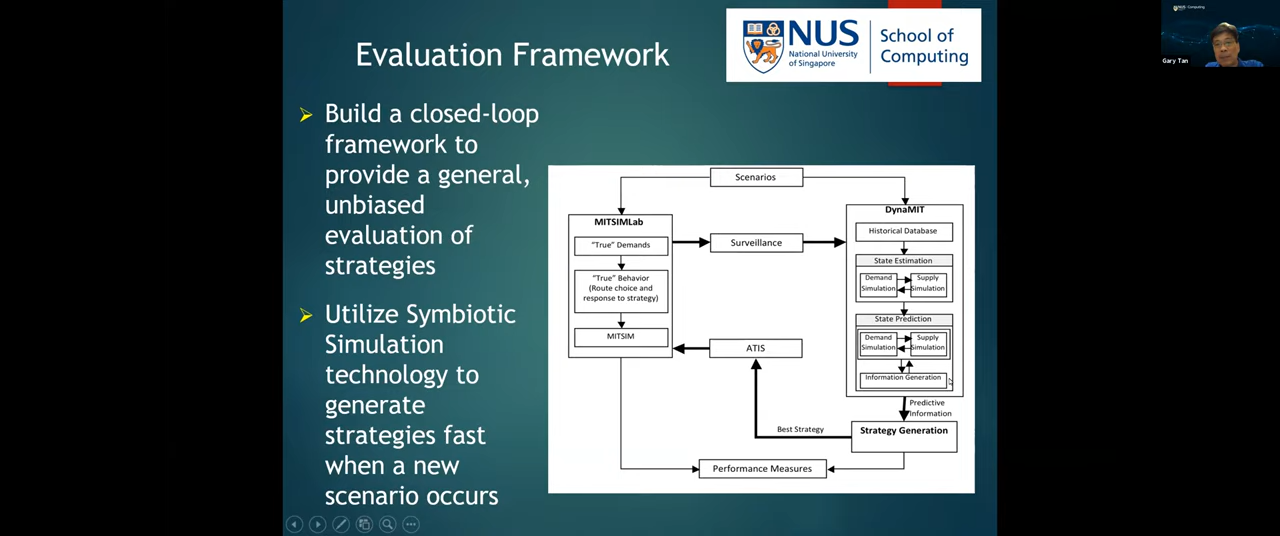 Evaluation Framework
NUS
National University
of Singapore
School of
Computing
NUS Computing
Gary Tan
Build a closed-loop
framework to
provide a general,
unbiased
evaluation of
strategies
Utilize Symbiotic
Simulation
technology to
generate
strategies fast
when a new
scenario occurs
Scenarios
MITSIMLab
"True" Demands
"True" Behavior
(Route choice and
response to strategy)
MITSIM
Surveillance
ATIS
DynaMIT
Historical Database
State Estimation
Demand
Simulation
Supply
Simulation
State Prediction
Demand
Simulation
Supply
Simulation
Information Generation
Predictive
Information
Best Strategy
Strategy Generation
Performance Measures